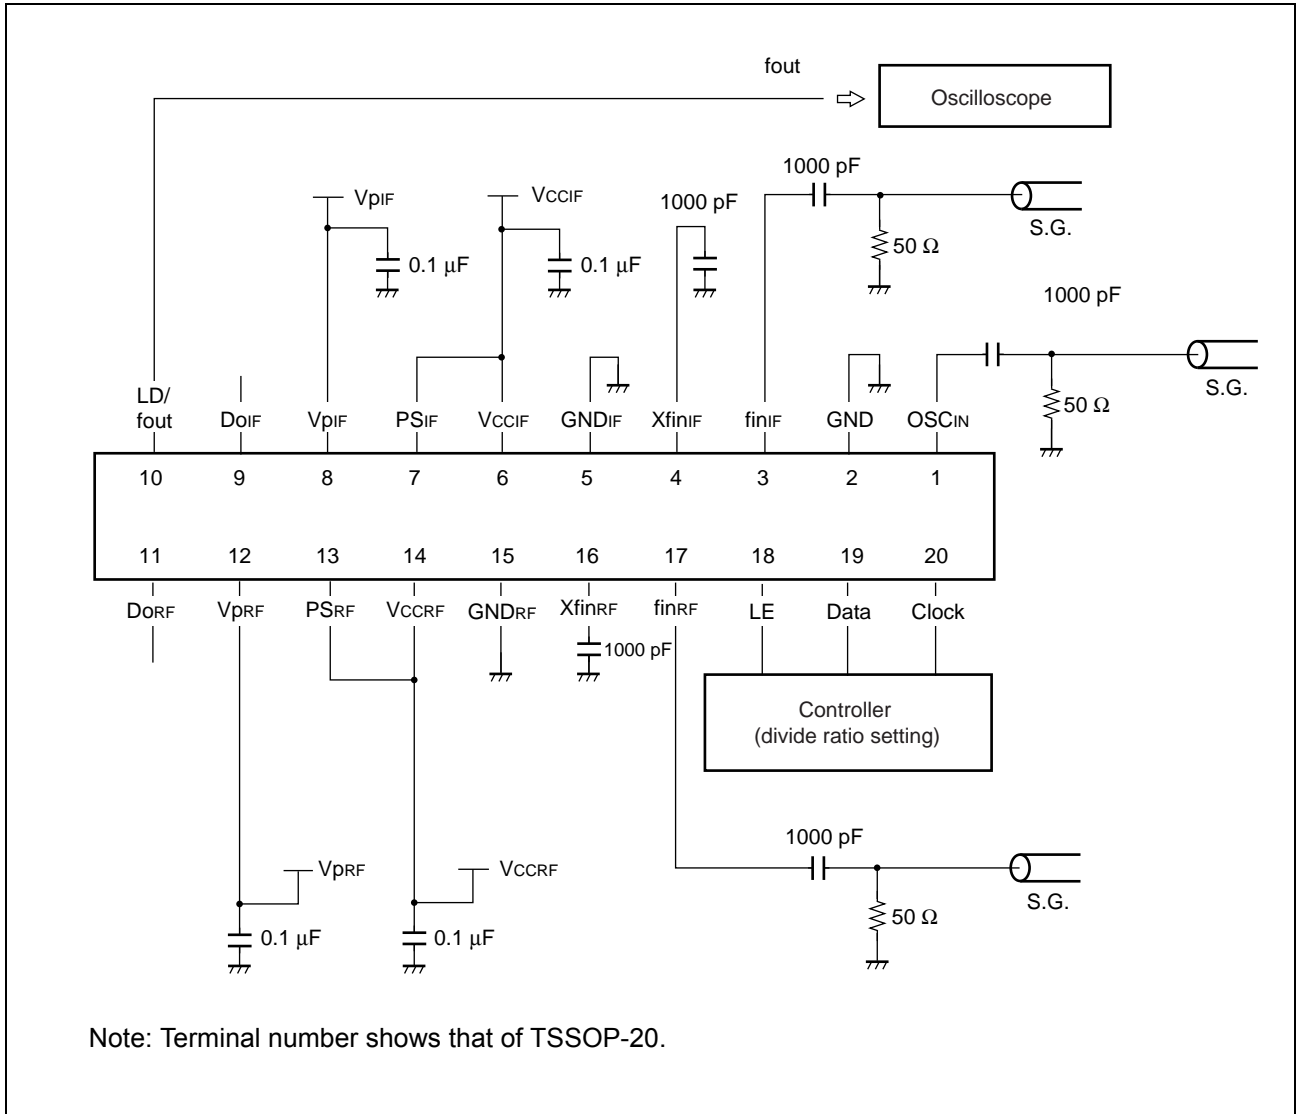 fout
Oscilloscope
1000 pF
VpIF
VCCIF
1000 pF
S.G.
0.1 μF
0.1 μF
50 Ω
1000 pF
S.G.
50 Ω
LD/
fout
DoIF
VpIF
PSIF
VCCIF
GNDIF
XfinIF
finIF
GND
OSCIN
10 9 8 7 6 5 4 3 2 1
11 12 13 14 15 16 17 18 19 20
DoRF
VpRF
PSRF
VCCRF
GNDRF
XfinRF
finRF
LE
Data
Clock
1000 pF
Controller
(divide ratio setting)
1000 pF
VpRF
VCCRF
S.G.
50 Ω
0.1 μF
0.1 μF
Note: Terminal number shows that of TSSOP-20.